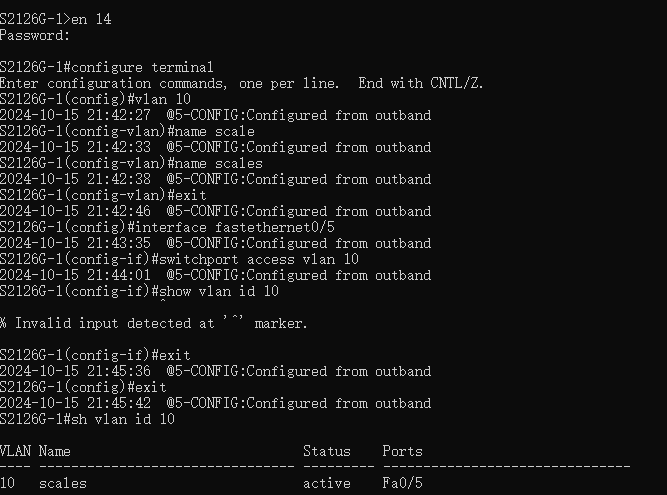 S2126G-1>en 14
Password:
S2126G-1#configure terminal
Enter configuration commands, one per line.  End with CNTL/Z.
S2126G-1(config)#vlan 10
2024-10-15 21:42:27  @5-CONFIG:Configured from outband
S2126G-1(config-vlan)#name scale
2024-10-15 21:42:33  @5-CONFIG:Configured from outband
S2126G-1(config-vlan)#name scales
2024-10-15 21:42:38  @5-CONFIG:Configured from outband
S2126G-1(config-vlan)#exit
2024-10-15 21:42:46  @5-CONFIG:Configured from outband
S2126G-1(config)#interface fastethernet0/5
2024-10-15 21:43:35  @5-CONFIG:Configured from outband
S2126G-1(config-if)#switchport access vlan 10
2024-10-15 21:44:01  @5-CONFIG:Configured from outband
S2126G-1(config-if)#show vlan id 10
                    ^
% Invalid input detected at '^' marker.
S2126G-1(config-if)#exit
2024-10-15 21:45:36  @5-CONFIG:Configured from outband
S2126G-1(config)#exit
2024-10-15 21:45:42  @5-CONFIG:Configured from outband
S2126G-1#sh vlan id 10
VLAN Name                             Status    Ports
---- -------------------------------- --------- -------------------------------
10   scales                           active    Fa0/5